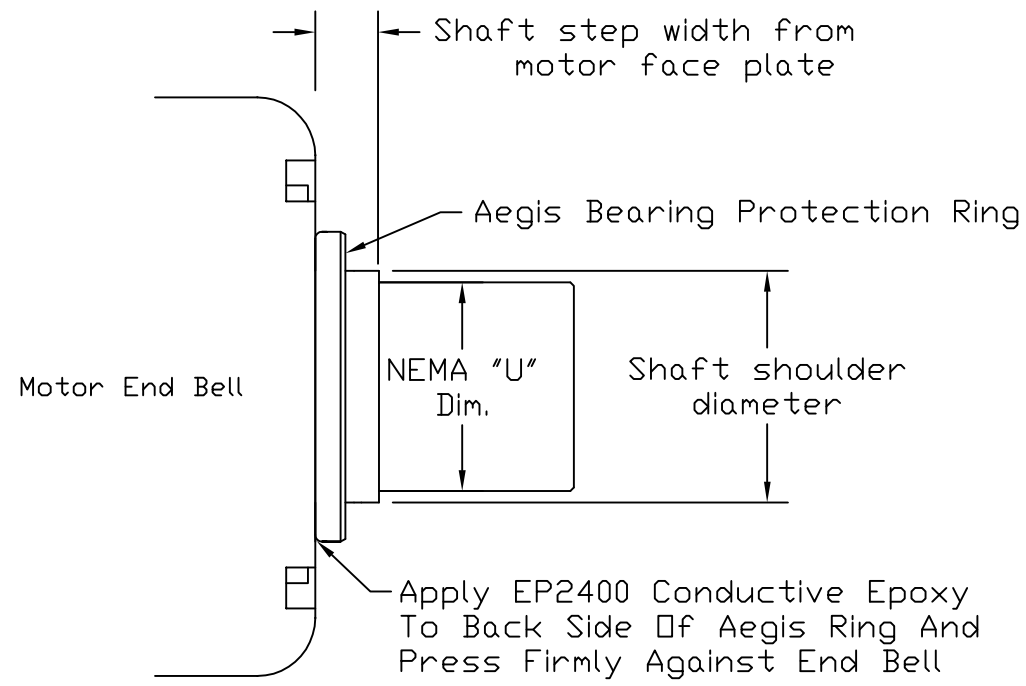 Shaft step width from
motor face plate
Aegis Bearing Protection Ring
Motor End Bell
NEMA "U"
Dim.
Shaft shoulder
diameter
Apply EP2400 Conductive Epoxy
To Back Side Of Aegis Ring And
Press Firmly Against End Bell